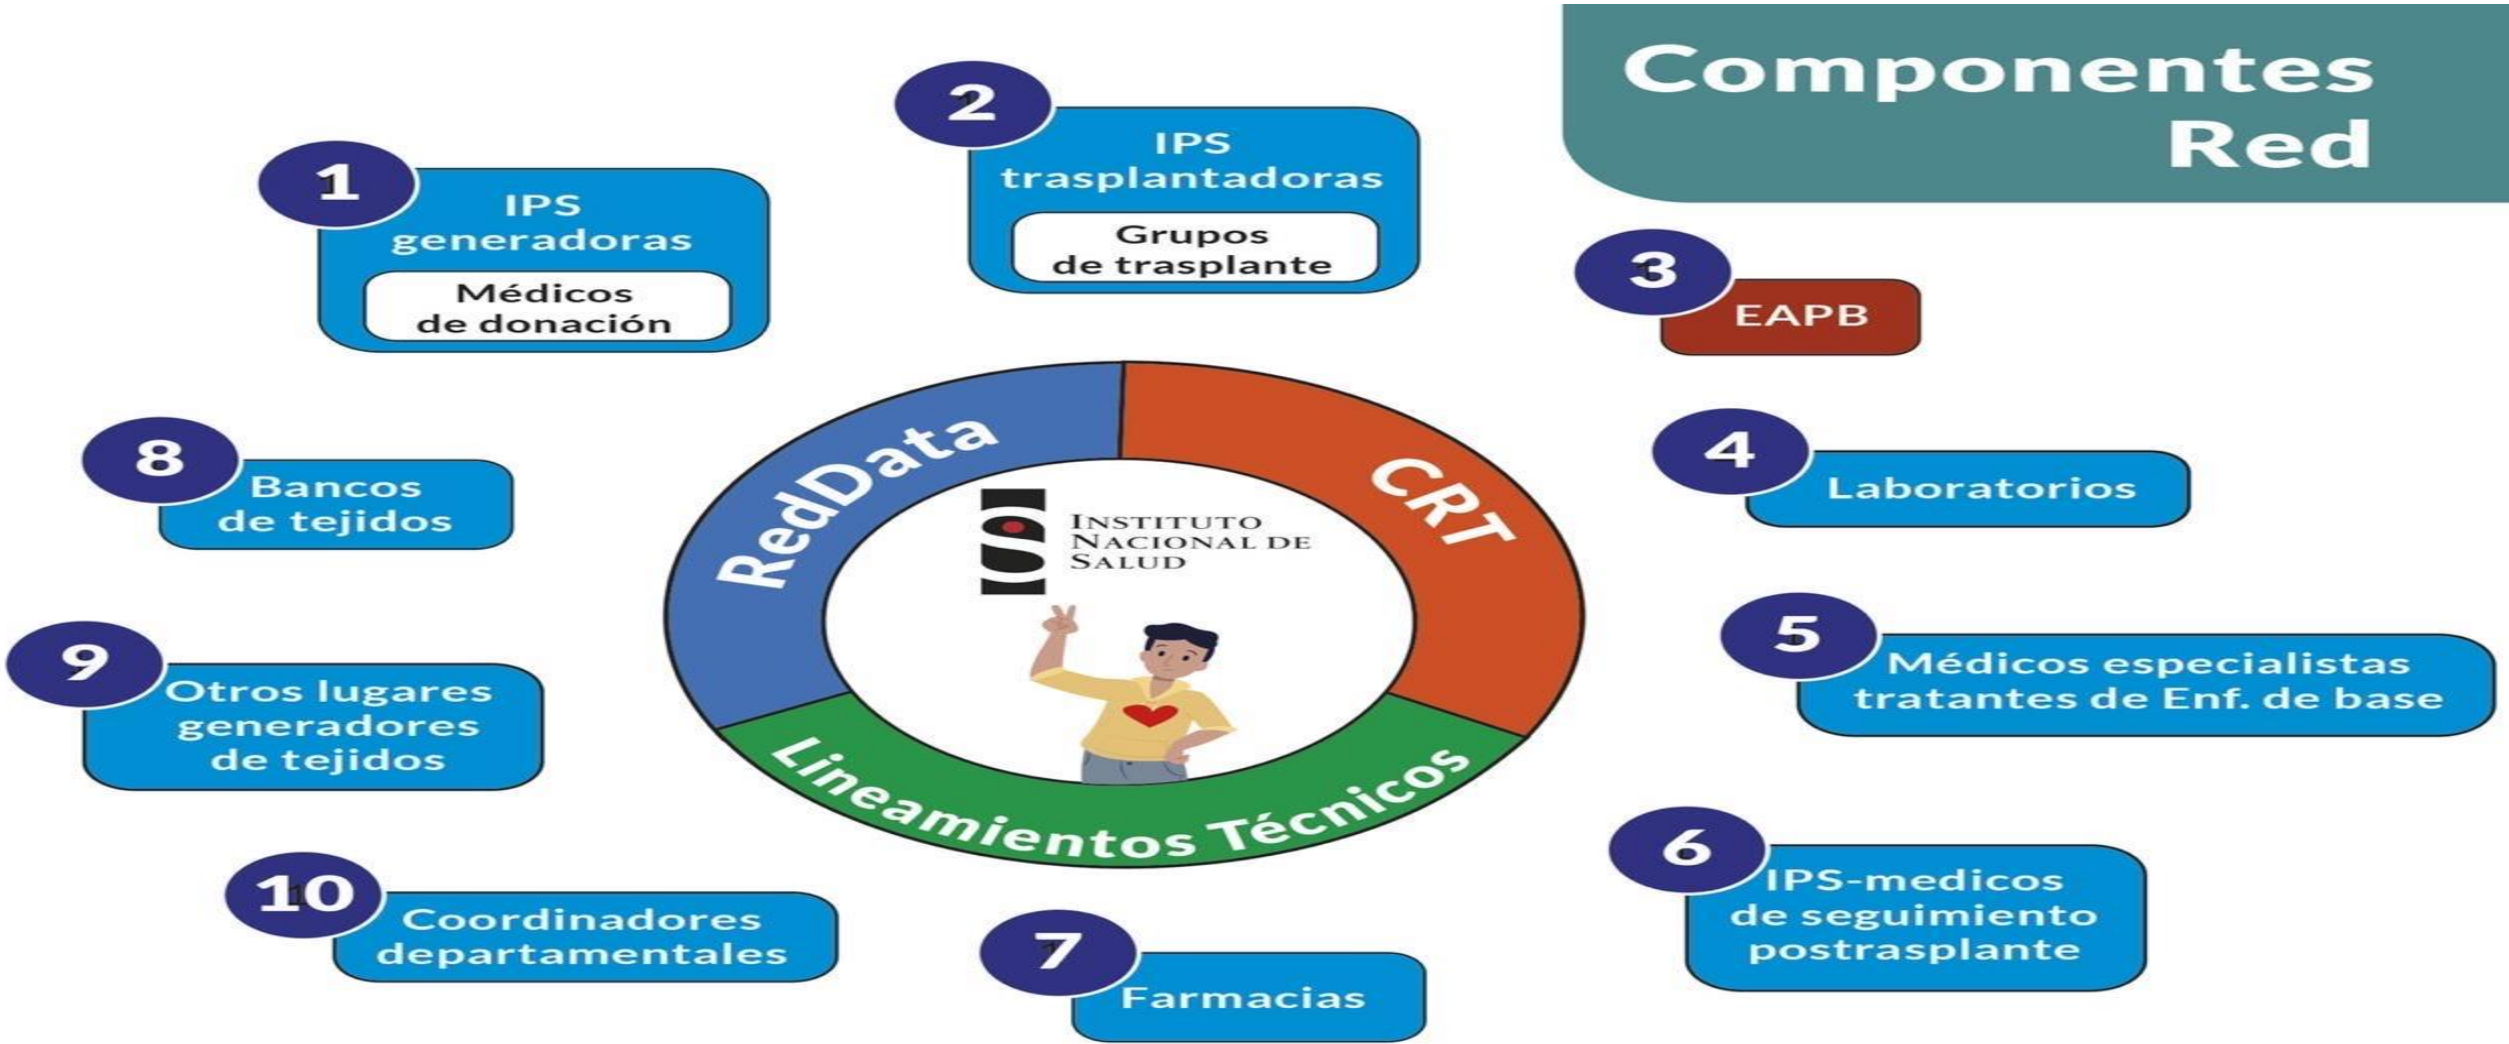 Componentes
Red
1
IPS
generadoras
Médicos
de donación
2
IPS
trasplantadoras
Grupos
de trasplante
3
EAPB
4
Laboratorios
5
Médicos especialistas
tratantes de Enf. de base
6
IPS-medicos
de seguimiento
postrasplante
7
Farmacias
8
Bancos
de tejidos
9
Otros lugares
generadores
de tejidos
10
Coordinadores
departamentales
RedData
CRT
Lineamientos Técnicos
INSTITUTO
NACIONAL DE
SALUD